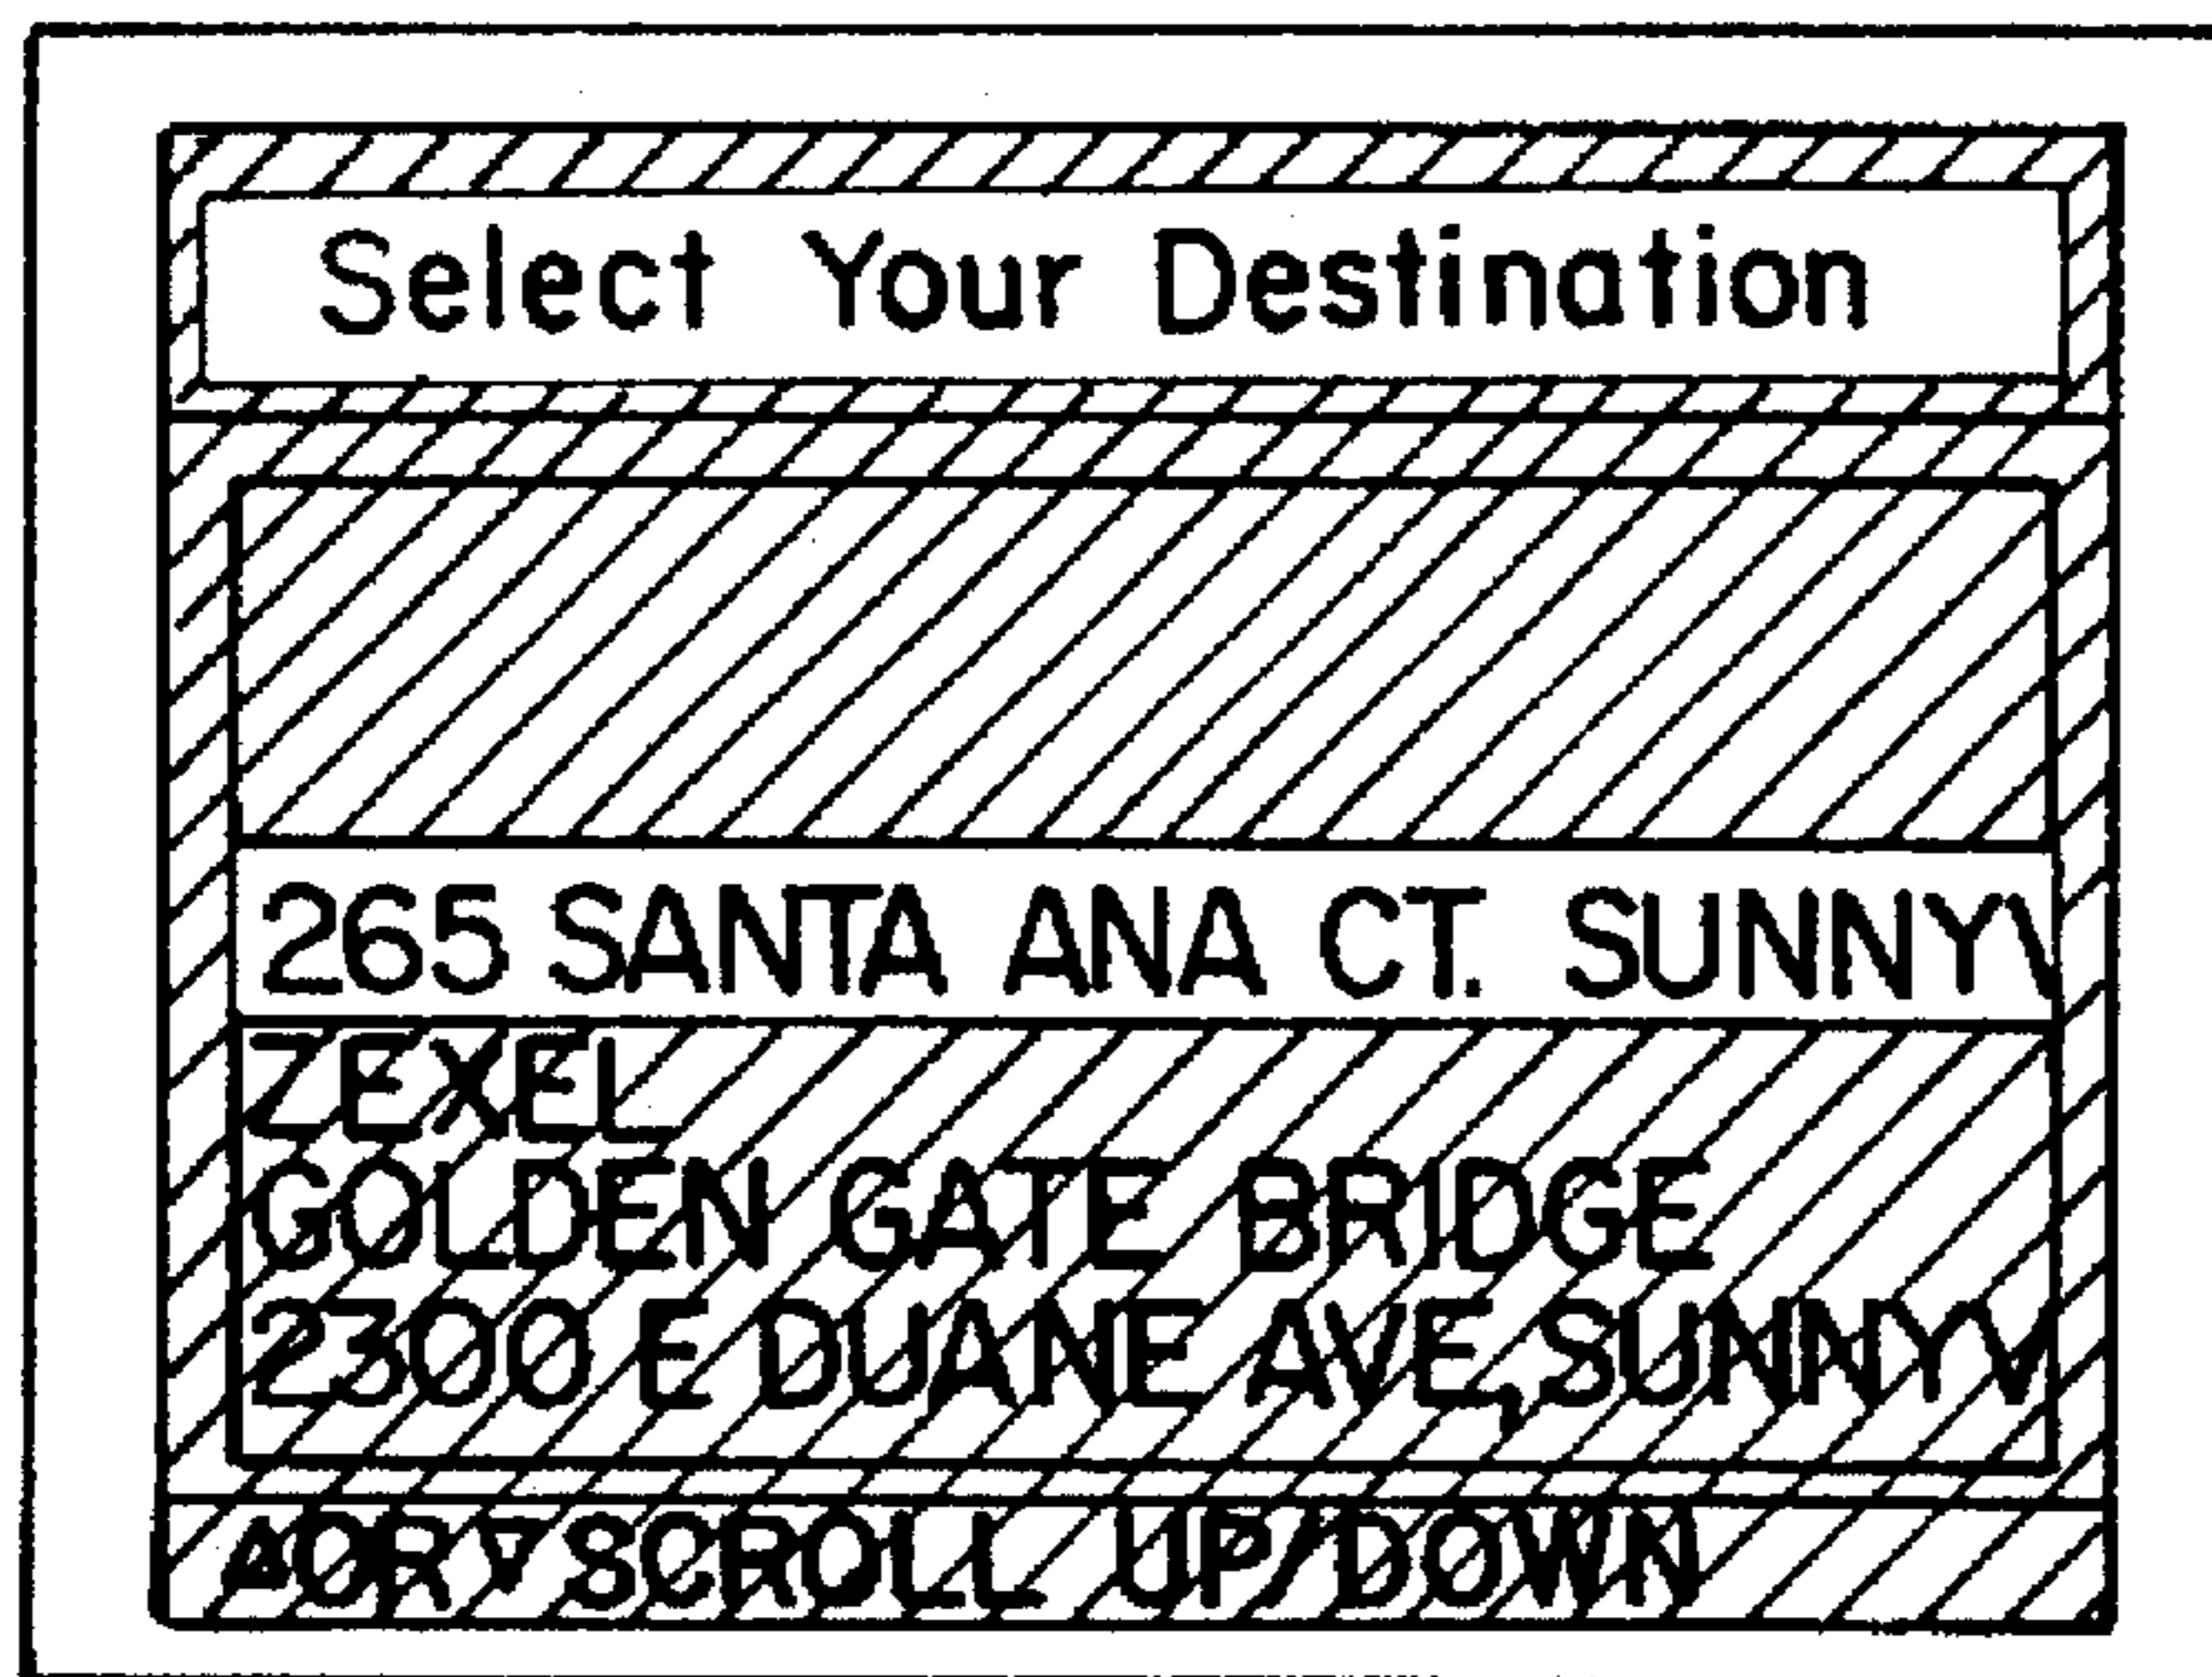 Select Your Destination
265 SANTA ANA CT. SUNNYV
ZEXEL
GOLDEN GATE BRIDGE
2300 E DUANE AVE, SUNNYV
▵OR▿ SCROLL UP/DOWN